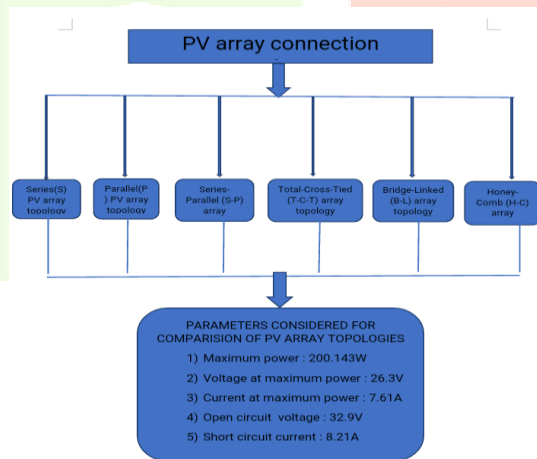 PV array connection
Series(S)
PV array
topology
Parallel(P
) PV array
topology
Series-
Parallel (S-P)
array
Total-Cross-Tied
(T-C-T) array
topology
Bridge-Linked
(B-L) array
topology
Honey-
Comb (H-C)
array
PARAMETERS CONSIDERED FOR
COMPARISION OF PV ARRAY TOPOLOGIES
1) Maximum power : 200.143W
2) Voltage at maximum power : 26.3V
3) Current at maximum power : 7.61A
4) Open circuit voltage : 32.9V
5) Short circuit current : 8.21A